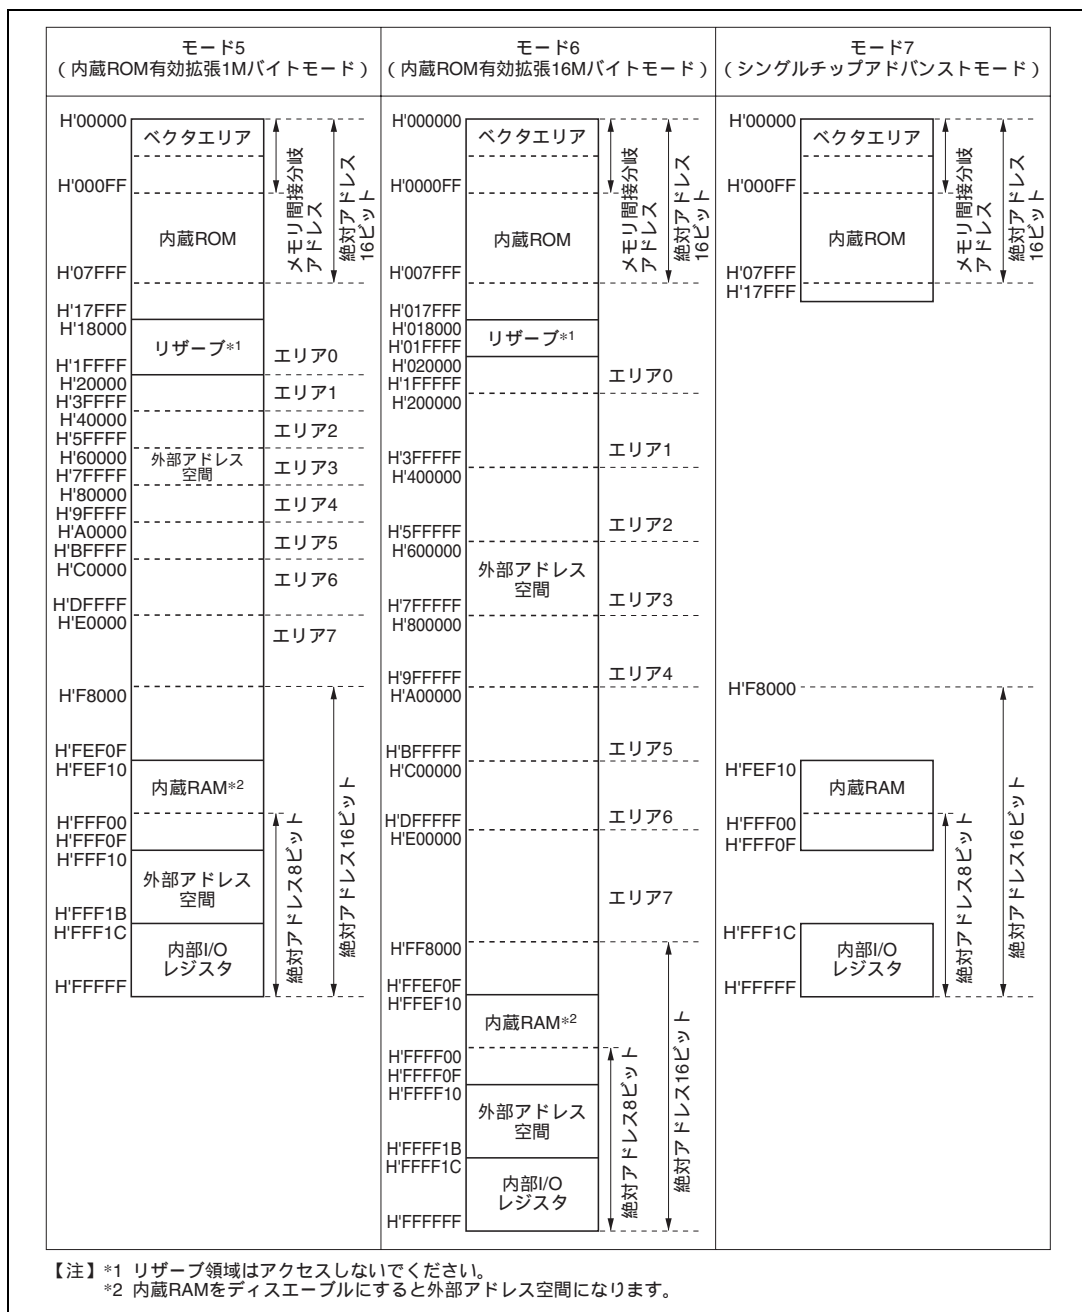 モード5
（内蔵ROM有効拡張1Mバイトモード）
H'00000
ベクタエリア
H'000FF
内蔵ROM
H'07FFF
H'17FFF
H'18000
リザーブ*1
H'1FFFF
H'20000
H'3FFFF
H'40000
H'5FFFF
H'60000
外部アドレス
空間
H'7FFFF
H'80000
H'9FFFF
H'A0000
H'BFFFF
H'C0000
H'DFFFF
H'E0000
H'F8000
H'FEF0F
H'FEF10
内蔵RAM*2
H'FFF00
H'FFF0F
H'FFF10
外部アドレス
空間
H'FFF1B
H'FFF1C
内部I/O
レジスタ
H'FFFFF
メモリ間接分岐
アドレス
絶対アドレス
16ビット
エリア0
エリア1
エリア2
エリア3
エリア4
エリア5
エリア6
エリア7
絶対アドレス8ビット
絶対アドレス16ビット
モード6
（内蔵ROM有効拡張16Mバイトモード）
H'000000
ベクタエリア
H'0000FF
内蔵ROM
H'007FFF
H'017FFF
H'018000
リザーブ*1
H'01FFFF
H'020000
H'1FFFFF
H'200000
H'3FFFFF
H'400000
H'5FFFFF
H'600000
外部アドレス
空間
H'7FFFFF
H'800000
H'9FFFFF
H'A00000
H'BFFFFF
H'C00000
H'DFFFFF
H'E00000
H'FF8000
H'FFEF0F
H'FFEF10
内蔵RAM*2
H'FFFF00
H'FFFF0F
H'FFFF10
外部アドレス
空間
H'FFFF1B
H'FFFF1C
内部I/O
レジスタ
H'FFFFFF
メモリ間接分岐
アドレス
絶対アドレス
16ビット
エリア0
エリア1
エリア2
エリア3
エリア4
エリア5
エリア6
エリア7
絶対アドレス8ビット
絶対アドレス16ビット
モード7
（シングルチップアドバンストモード）
H'00000
ベクタエリア
H'000FF
内蔵ROM
H'07FFF
H'17FFF
メモリ間接分岐
アドレス
絶対アドレス
16ビット
H'F8000
H'FEF10
内蔵RAM
H'FFF00
H'FFF0F
H'FFF1C
内部I/O
レジスタ
H'FFFFF
絶対アドレス8ビット
絶対アドレス16ビット
【注】*1 リザーブ領域はアクセスしないでください。
*2 内蔵RAMをディスエーブルにすると外部アドレス空間になります。